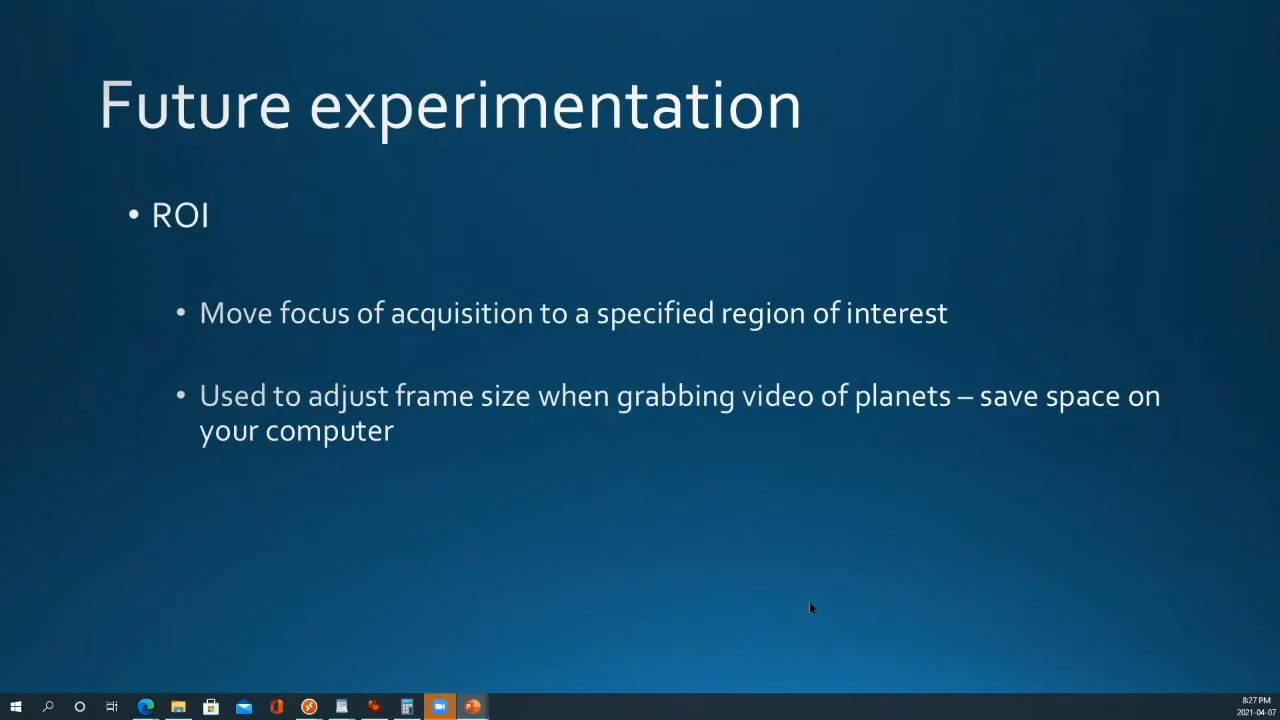 Future experimentation
• ROI
• Move focus of acquisition to a specified region of interest
• Used to adjust frame size when grabbing video of planets – save space on
your computer
8:27 PM
2021-04-07